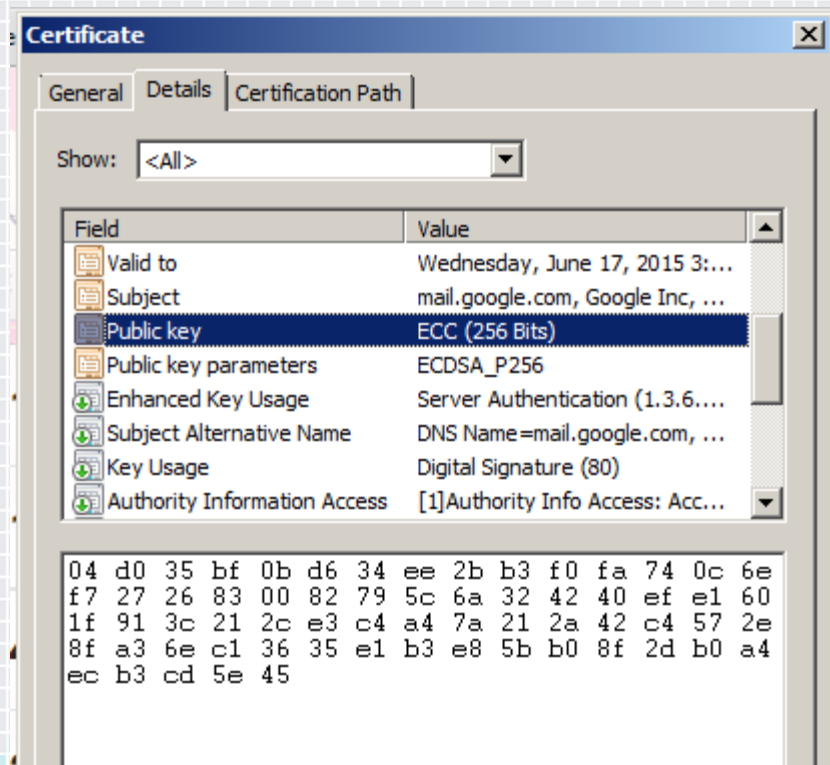 Certificate
General Details Certification Path
Show: <All>
Field Value
Valid to Wednesday, June 17, 2015 3:...
Subject mail.google.com, Google Inc, ...
Public key ECC (256 Bits)
Public key parameters ECDSA_P256
Enhanced Key Usage Server Authentication (1.3.6....
Subject Alternative Name DNS Name=mail.google.com, ...
Key Usage Digital Signature (80)
Authority Information Access [1]Authority Info Access: Acc...
04 d0 35 bf 0b d6 34 ee 2b b3 f0 fa 74 0c 6e
f7 27 26 83 00 82 79 5c 6a 32 42 40 ef e1 60
1f 91 3c 21 2c e3 c4 a4 7a 21 2a 42 c4 57 2e
8f a3 6e c1 36 35 e1 b3 e8 5b b0 8f 2d b0 a4
ec b3 cd 5e 45